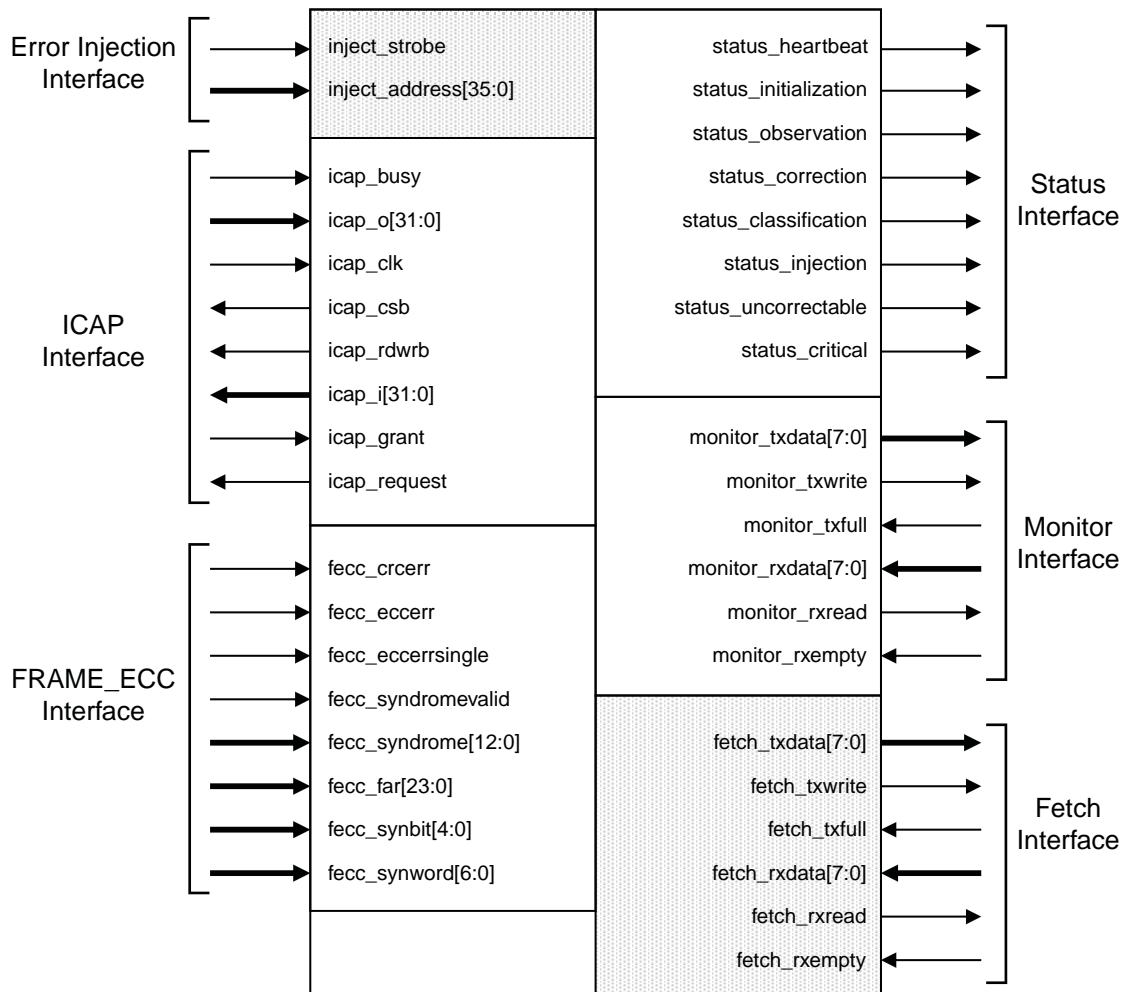 Error Injection
Interface
inject_strobe
inject_address[35:0]
ICAP
Interface
icap_busy
icap_o[31:0]
icap_clk
icap_csb
icap_rdwrb
icap_i[31:0]
icap_grant
icap_request
FRAME_ECC
Interface
fecc_crcerr
fecc_eccerr
fecc_eccerrsingle
fecc_syndromevalid
fecc_syndrome[12:0]
fecc_far[23:0]
fecc_synbit[4:0]
fecc_synword[6:0]
status_heartbeat
status_initialization
status_observation
status_correction
status_classification
status_injection
status_uncorrectable
status_critical
Status
Interface
monitor_txdata[7:0]
monitor_txwrite
monitor_txfull
monitor_rxdata[7:0]
monitor_rxread
monitor_rxempty
Monitor
Interface
fetch_txdata[7:0]
fetch_txwrite
fetch_txfull
fetch_rxdata[7:0]
fetch_rxread
fetch_rxempty
Fetch
Interface